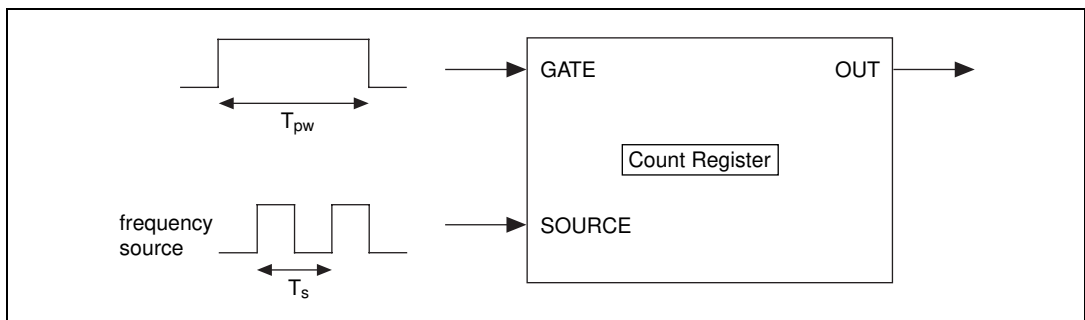 GATE
OUT
T_pw
Count Register
frequency
source
SOURCE
T_s